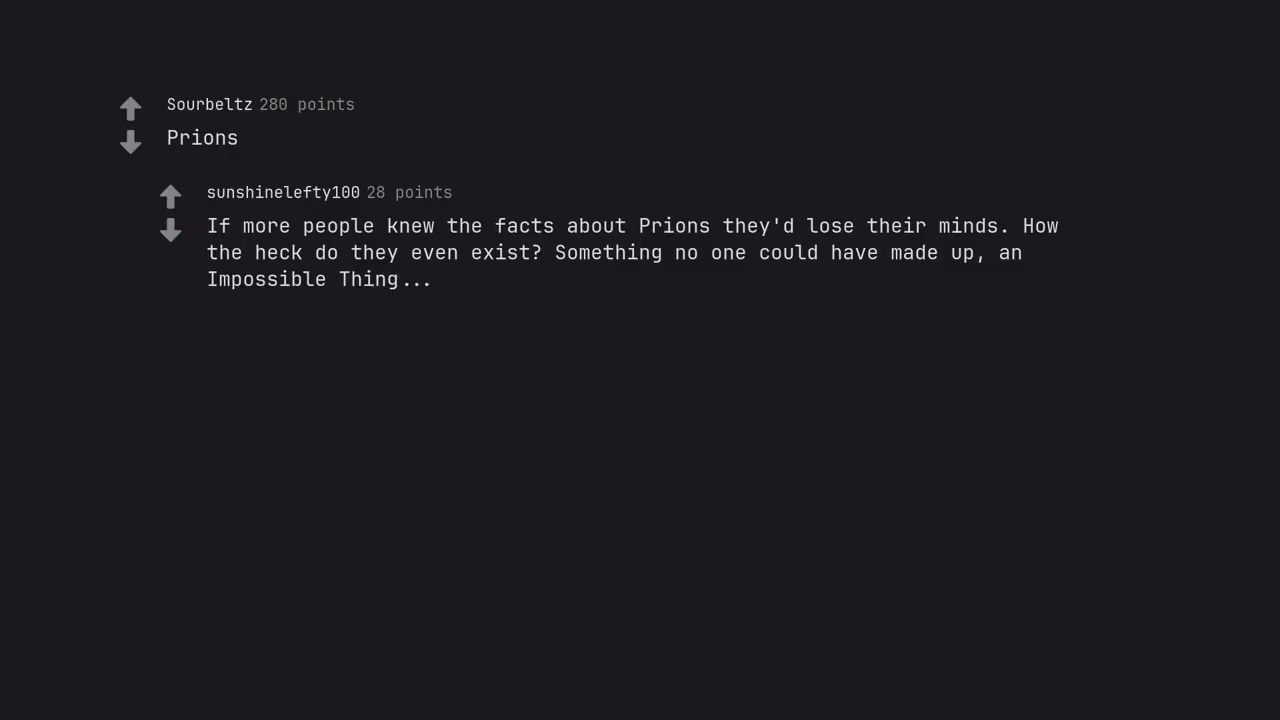 Sourbeltz 280 points
Prions
sunshinelefty100 28 points
If more people knew the facts about Prions they'd lose their minds. How
the heck do they even exist? Something no one could have made up, an
Impossible Thing...